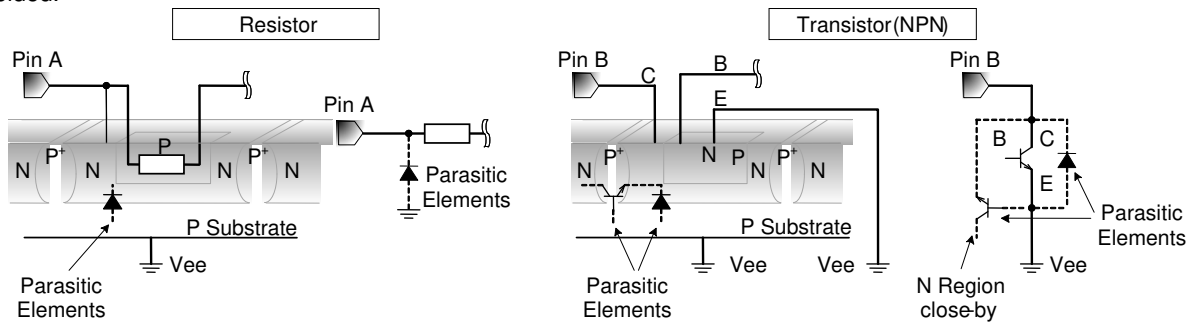 Resistor
Transistor(NPN)
Pin A
Pin A
P
N
P+
N
P+
N
N
Parasitic
Elements
P Substrate
Vee
Parasitic
Elements
Pin B
C
B
E
N
P+
N
N
P
P+
N
P Substrate
Vee
Vee
Parasitic
Elements
Pin B
B
C
E
Parasitic
Elements
Vee
N Region
close-by